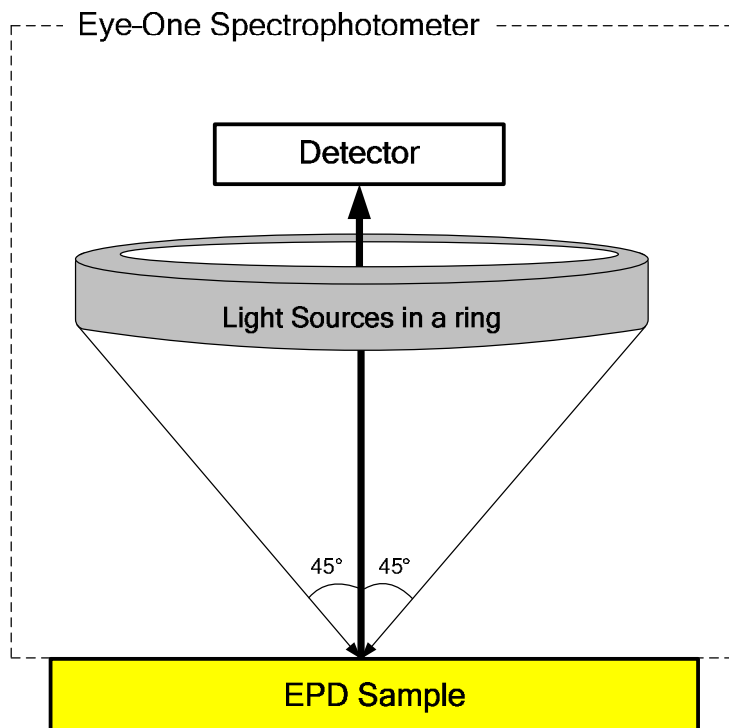 Eye-One Spectrophotometer
Detector
Light Sources in a ring
45° 45°
EPD Sample